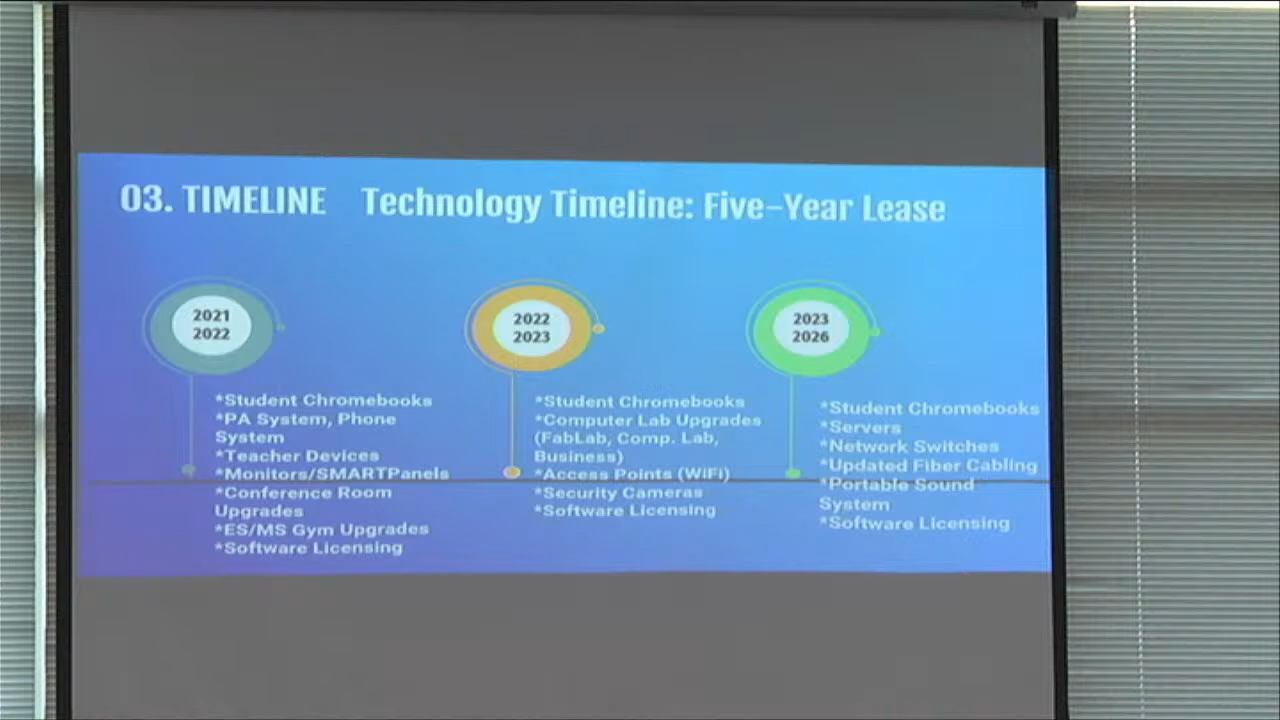 03. TIMELINE Technology Timeline: Five-Year Lease
2021
2022
*Student Chromebooks
*PA System, Phone
System
*Teacher Devices
*Monitors/SMARTPanels
*Conference Room
Upgrades
*ES/MS Gym Upgrades
*Software Licensing
2022
2023
*Student Chromebooks
*Computer Lab Upgrades
(FabLab, Comp. Lab,
Business)
*Access Points (WiFi)
*Security Cameras
*Software Licensing
2023
2026
*Student Chromebooks
*Servers
*Network Switches
*Updated Fiber Cabling
*Portable Sound
System
*Software Licensing